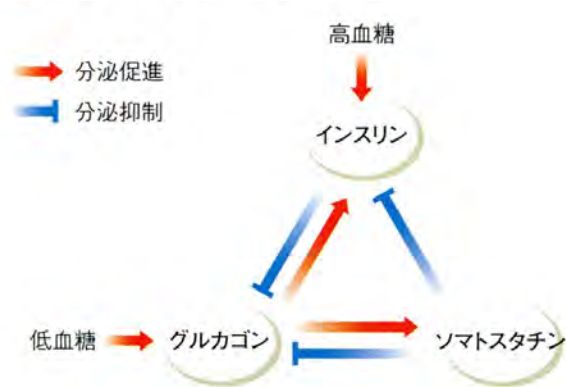 高血糖
分泌促進
分泌抑制
インスリン
低血糖
グルカゴン
ソマトスタチン